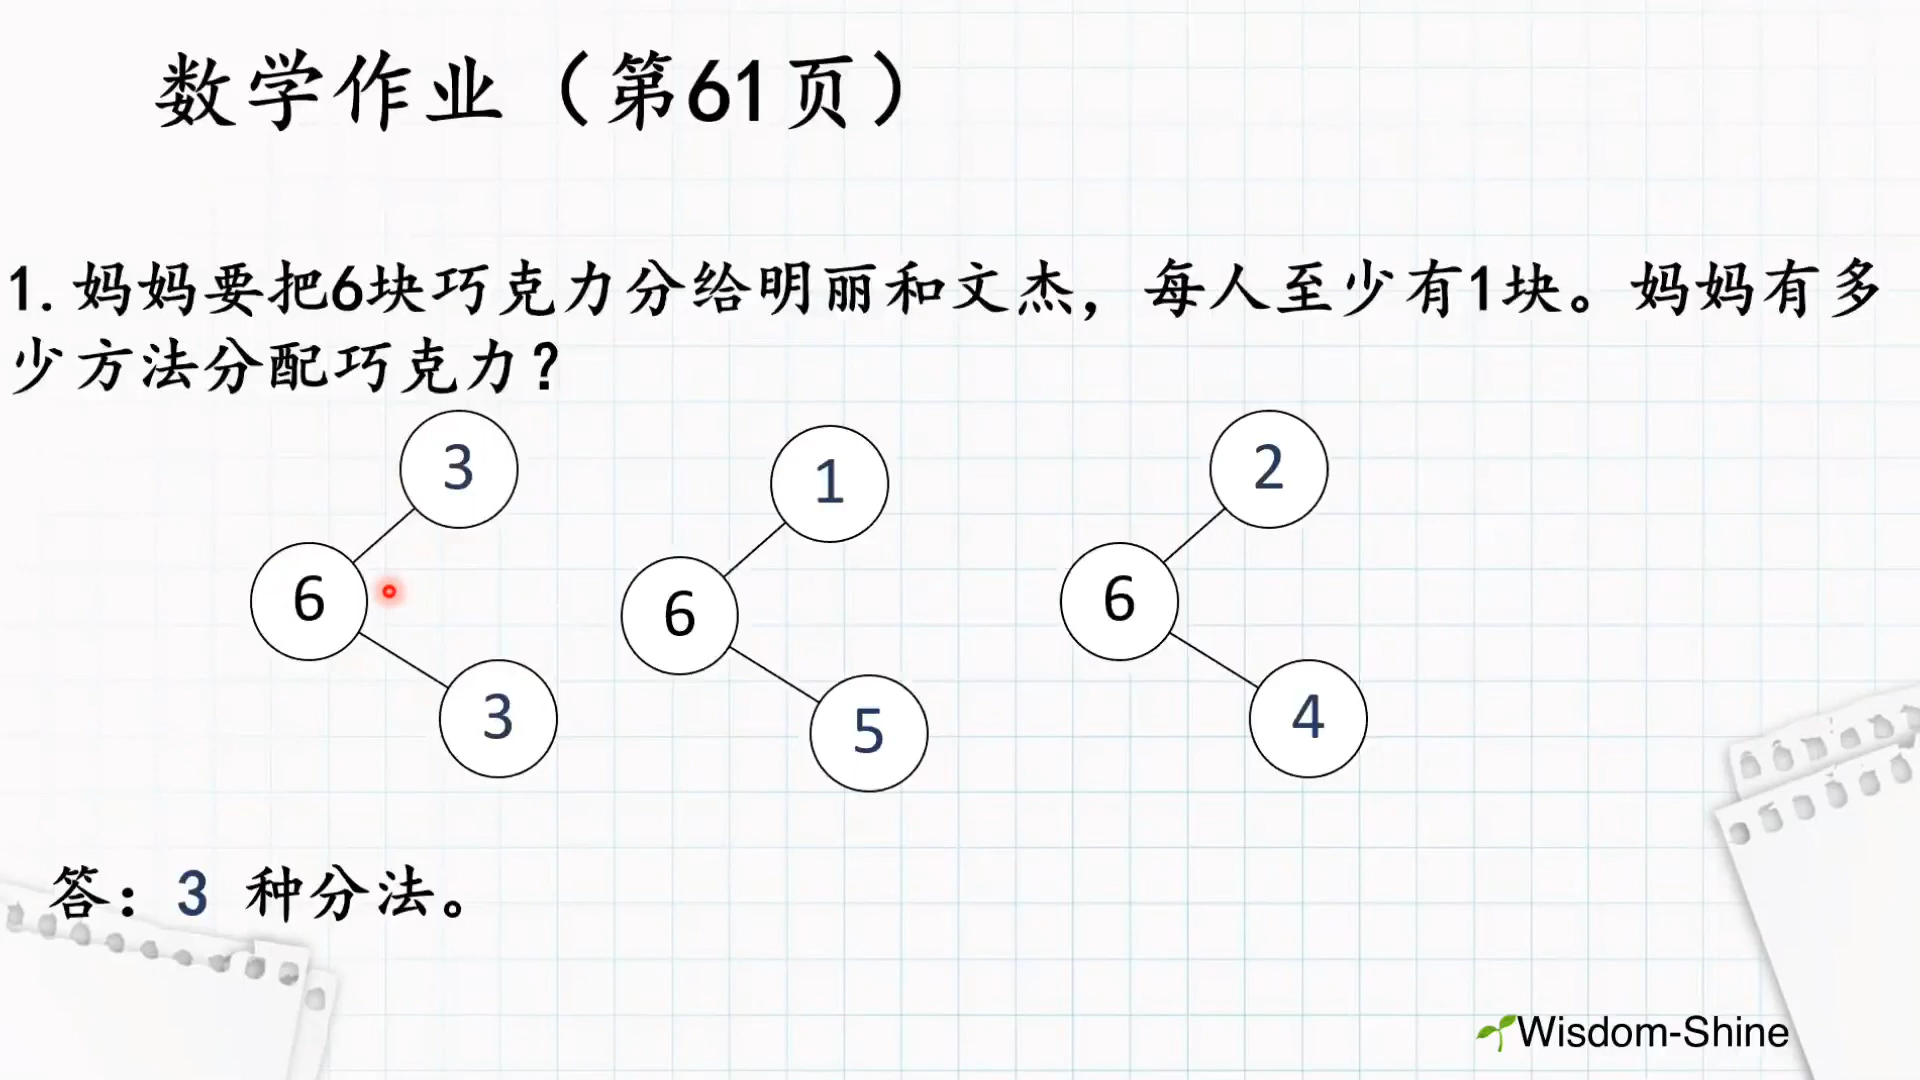 数学作业（第61页）
1.妈妈要把6块巧克力分给明丽和文杰，每人至少有1块。妈妈有多
少方法分配巧克力？
3
1
2
6
6
6
3
5
4
答：3 种分法。
Wisdom-Shine